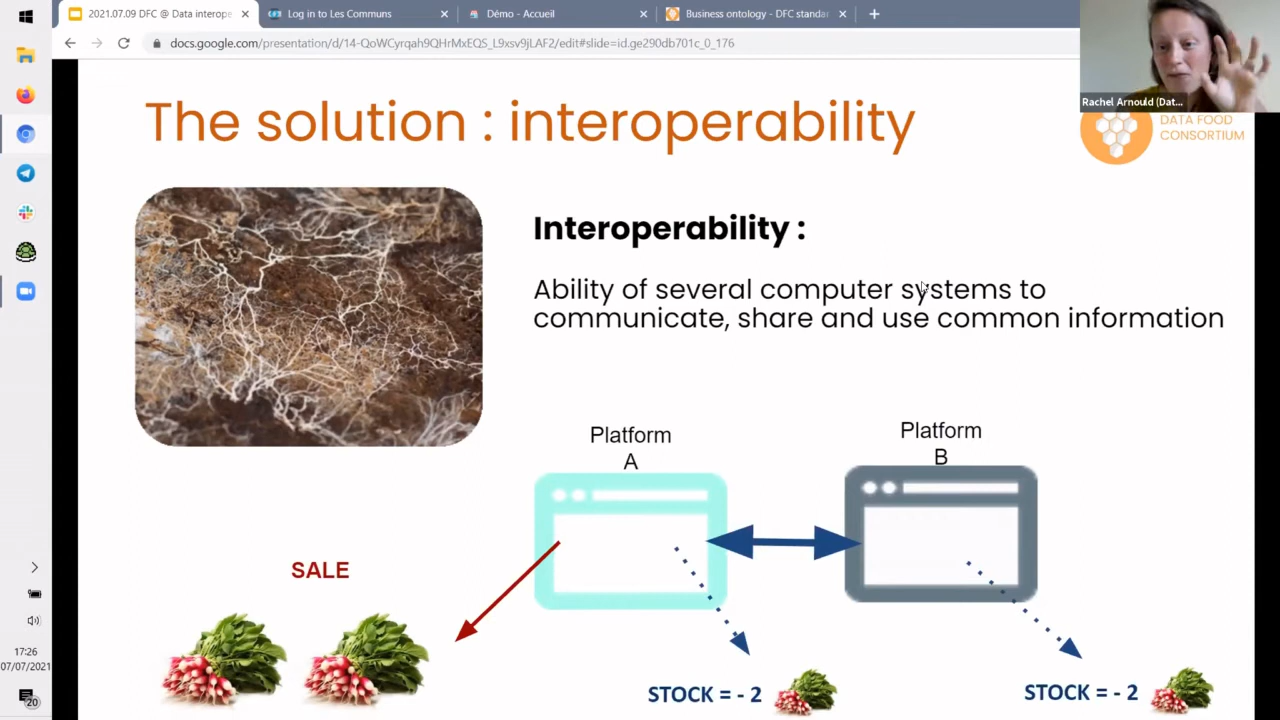 2021.07.09 DFC @ Data interope
Log in to Les Communs
Démo - Accueil
Business ontology - DFC standar
docs.google.com/presentation/d/14-QoWCyrqah9QHrMxEQS_L9xsv9jLAF2/edit#slide=id.ge290db701c_0_176
Rachel Arnould (Dat...
DATA FOOD
CONSORTIUM
The solution : interoperability
Interoperability :
Ability of several computer systems to
communicate, share and use common information
Platform
A
Platform
B
SALE
STOCK = - 2
STOCK = - 2
17:26
07/07/2021
20